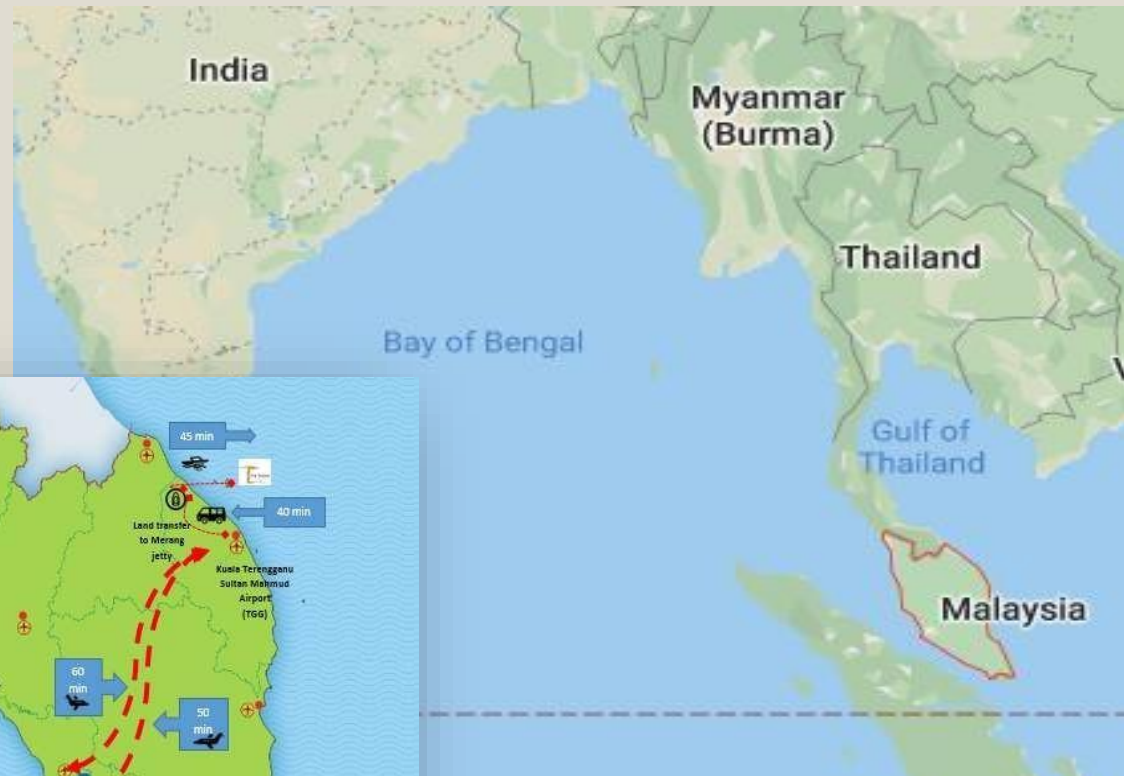 India
Myanmar
(Burma)
Thailand
Bay of Bengal
Gulf of
Thailand
Malaysia
45 min
40 min
Land transfer
to Merang
jetty
Kuala Terengganu
Sultan Mahmud
Airport
(TGG)
60
min
50
min